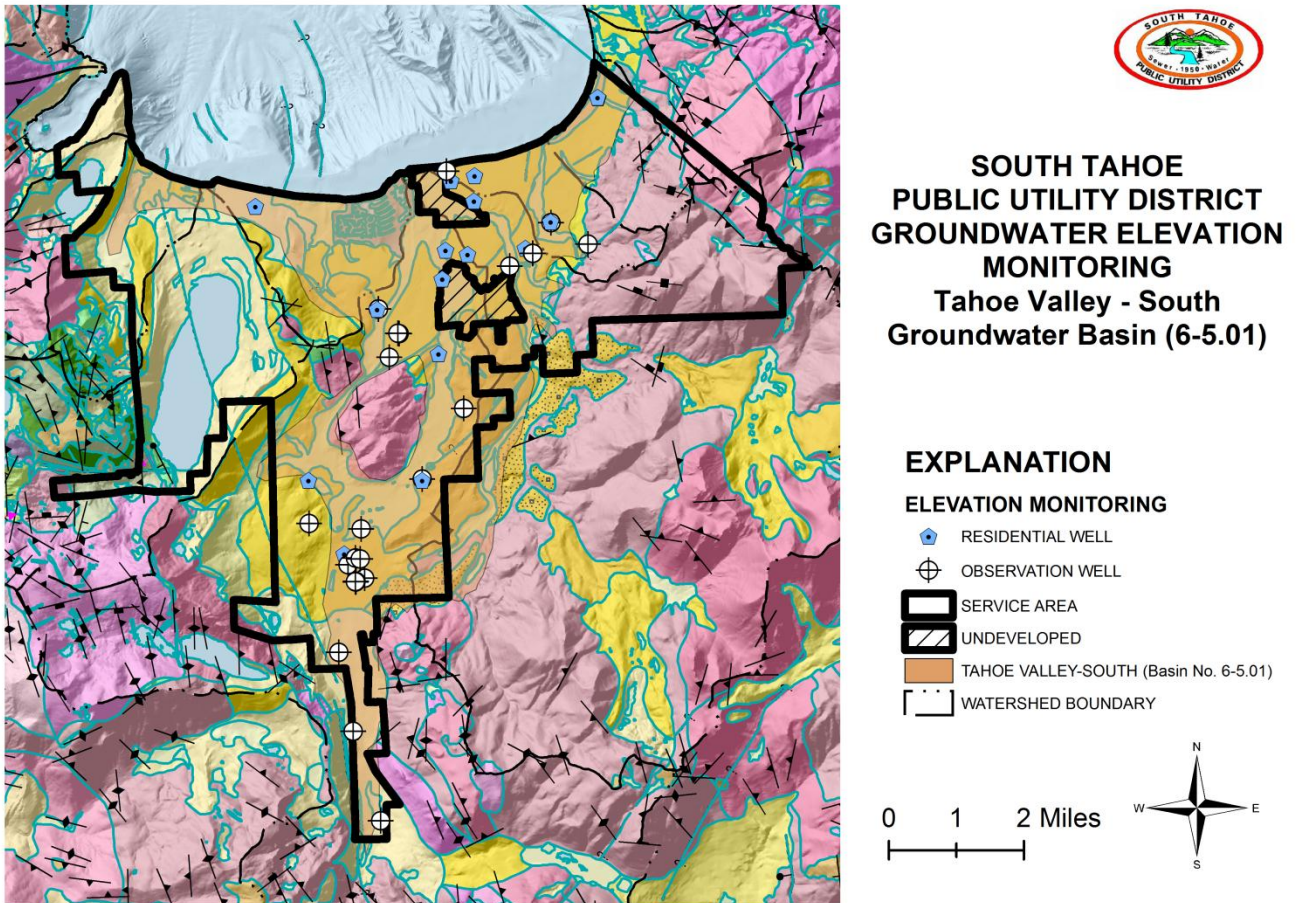 SOUTH TAHOE
Sewer - 1950 - Water
PUBLIC UTILITY DISTRICT
SOUTH TAHOE
PUBLIC UTILITY DISTRICT
GROUNDWATER ELEVATION
MONITORING
Tahoe Valley - South
Groundwater Basin (6-5.01)
EXPLANATION
ELEVATION MONITORING
RESIDENTIAL WELL
OBSERVATION WELL
SERVICE AREA
UNDEVELOPED
TAHOE VALLEY-SOUTH (Basin No. 6-5.01)
WATERSHED BOUNDARY
N
W
E
S
0 1 2 Miles